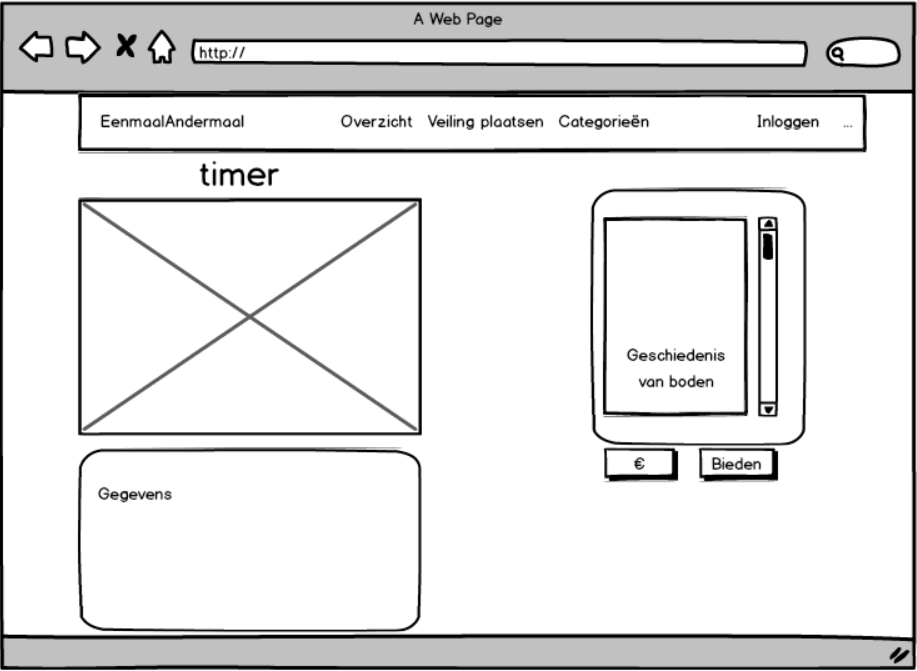 A Web Page
http://
EenmaalAndermaal Overzicht Veiling plaatsen Categorieën Inloggen ...
timer
Geschiedenis
van boden
€ Bieden
Gegevens